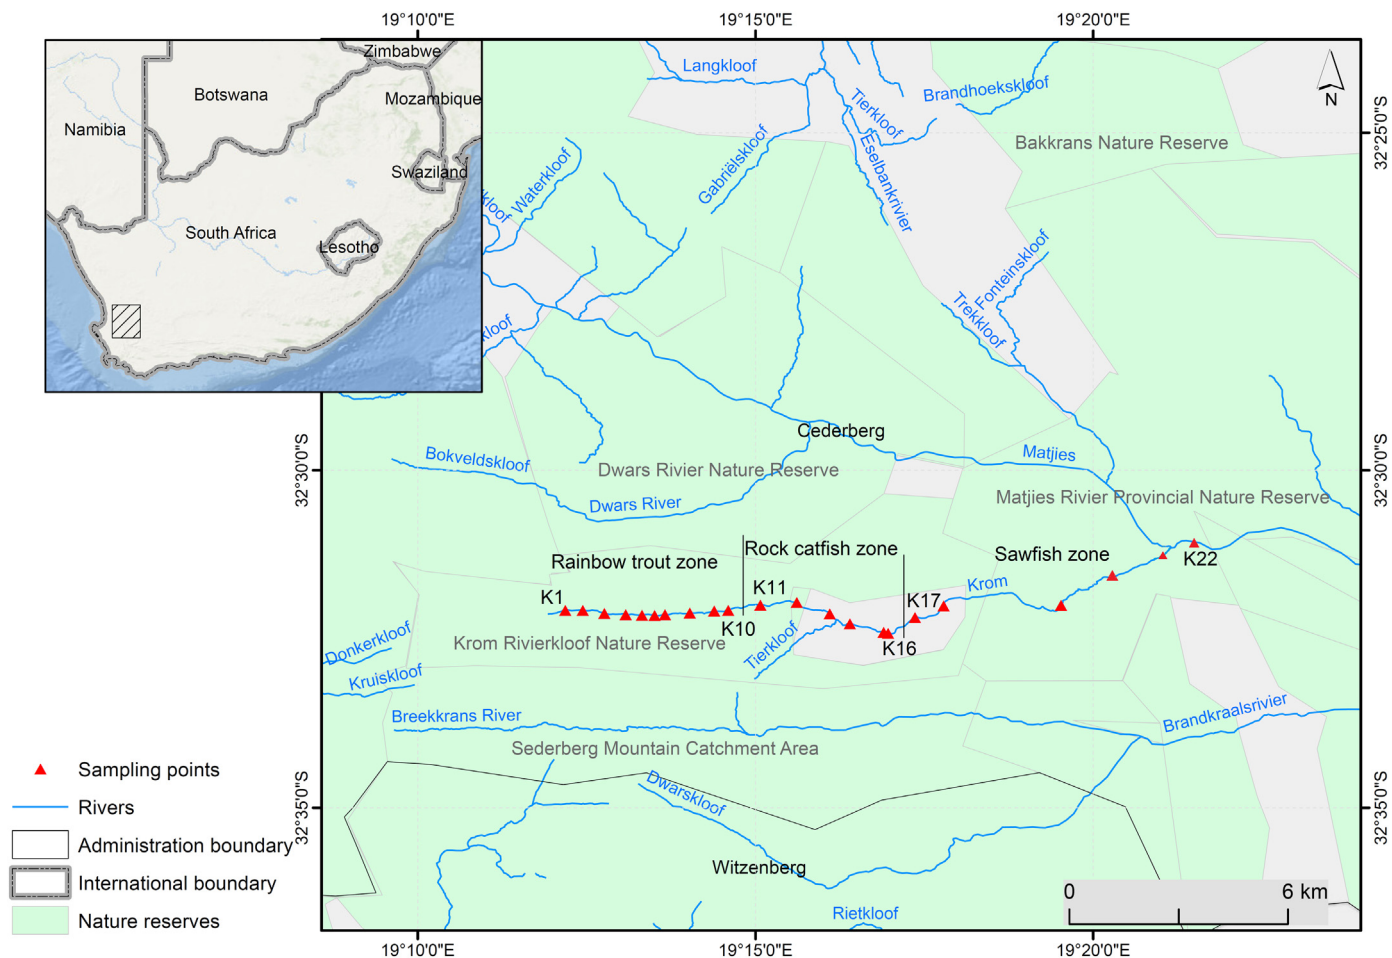 19°10'0"E
19°15'0"E
19°20'0"E
Zimbabwe
Botswana
Mozambique
Namibia
Swaziland
South Africa
Lesotho
Langkloof
Tierkloof
Brandhoekskloof
N
32°25'0"S
Bakkrans Nature Reserve
Gabriëlskloof
Eselbankrivier
kloof
Waterkloof
Fonteinskloof
Trekkloof
kloof
Cederberg
Bokveldskloof
Dwars Rivier Nature Reserve
Matjies
32°30'0"S
32°30'0"S
Matjies Rivier Provincial Nature Reserve
Dwars River
Rainbow trout zone
Rock catfish zone
Sawfish zone
K22
K1
K11
K17
Krom
K10
K16
Krom Rivierkloof Nature Reserve
Tierkloof
Donkerkloof
Kruiskloof
Breekkrans River
Brandkraalsrivier
Sederberg Mountain Catchment Area
Sampling points
Rivers
Administration boundary
International boundary
Nature reserves
Dwarskloof
32°35'0"S
32°35'0"S
Witzenberg
Rietkloof
0
6 km
19°10'0"E
19°15'0"E
19°20'0"E